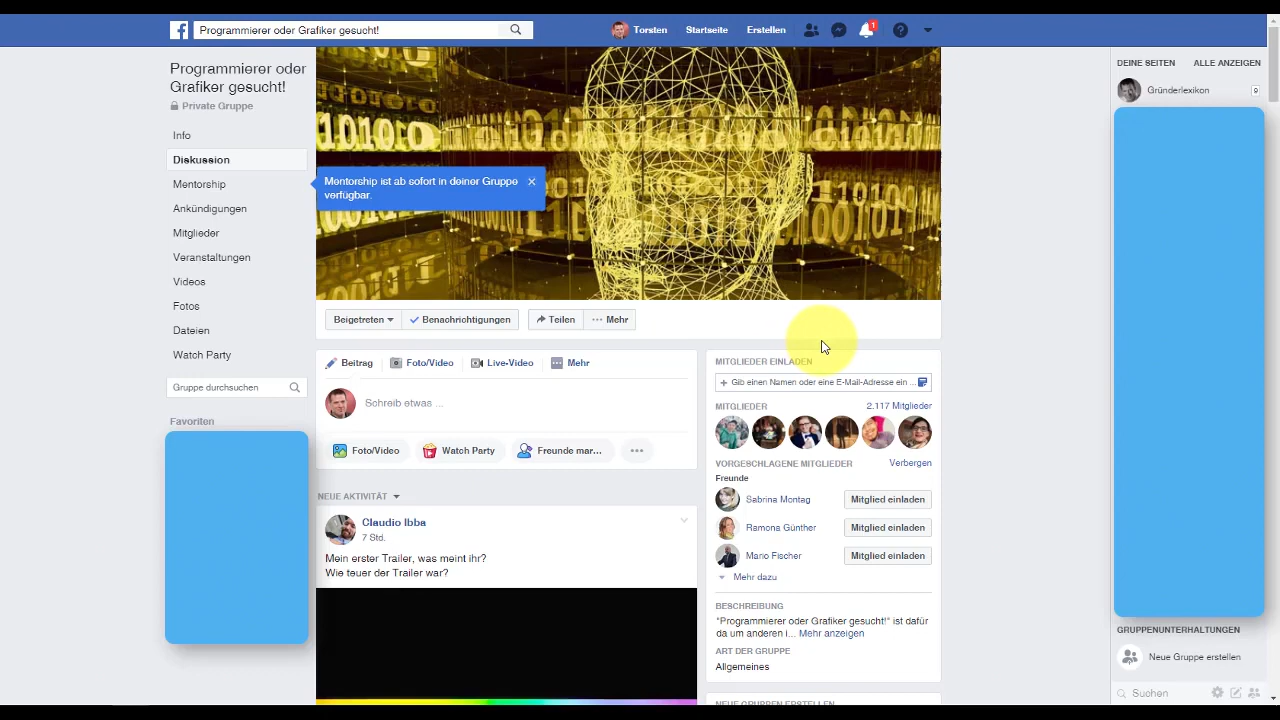 Programmierer oder Grafiker gesucht!
Torsten
Startseite
Erstellen
1
Programmierer oder
Grafiker gesucht!
Private Gruppe
Info
Diskussion
Mentorship
Ankündigungen
Mitglieder
Veranstaltungen
Videos
Fotos
Dateien
Watch Party
Gruppe durchsuchen
Favoriten
Mentorship ist ab sofort in deiner Gruppe
verfügbar.
Beigetreten
Benachrichtigungen
Teilen
Mehr
Beitrag
Foto/Video
Live-Video
Mehr
Schreib etwas ...
Foto/Video
Watch Party
Freunde mar...
NEUE AKTIVITÄT
Claudio Ibba
7 Std.
Mein erster Trailer, was meint ihr?
Wie teuer der Trailer war?
MITGLIEDER EINLADEN
+ Gib einen Namen oder eine E-Mail-Adresse ein ...
MITGLIEDER
2.117 Mitglieder
VORGESCHLAGENE MITGLIEDER
Verbergen
Freunde
Sabrina Montag
Mitglied einladen
Ramona Günther
Mitglied einladen
Mario Fischer
Mitglied einladen
Mehr dazu
BESCHREIBUNG
"Programmierer oder Grafiker gesucht!" ist dafür
da um anderen i... Mehr anzeigen
ART DER GRUPPE
Allgemeines
NEUE GRUPPEN ERSTELLEN
DEINE SEITEN
ALLE ANZEIGEN
Gründerlexikon
9
GRUPPENUNTERHALTUNGEN
Neue Gruppe erstellen
Suchen